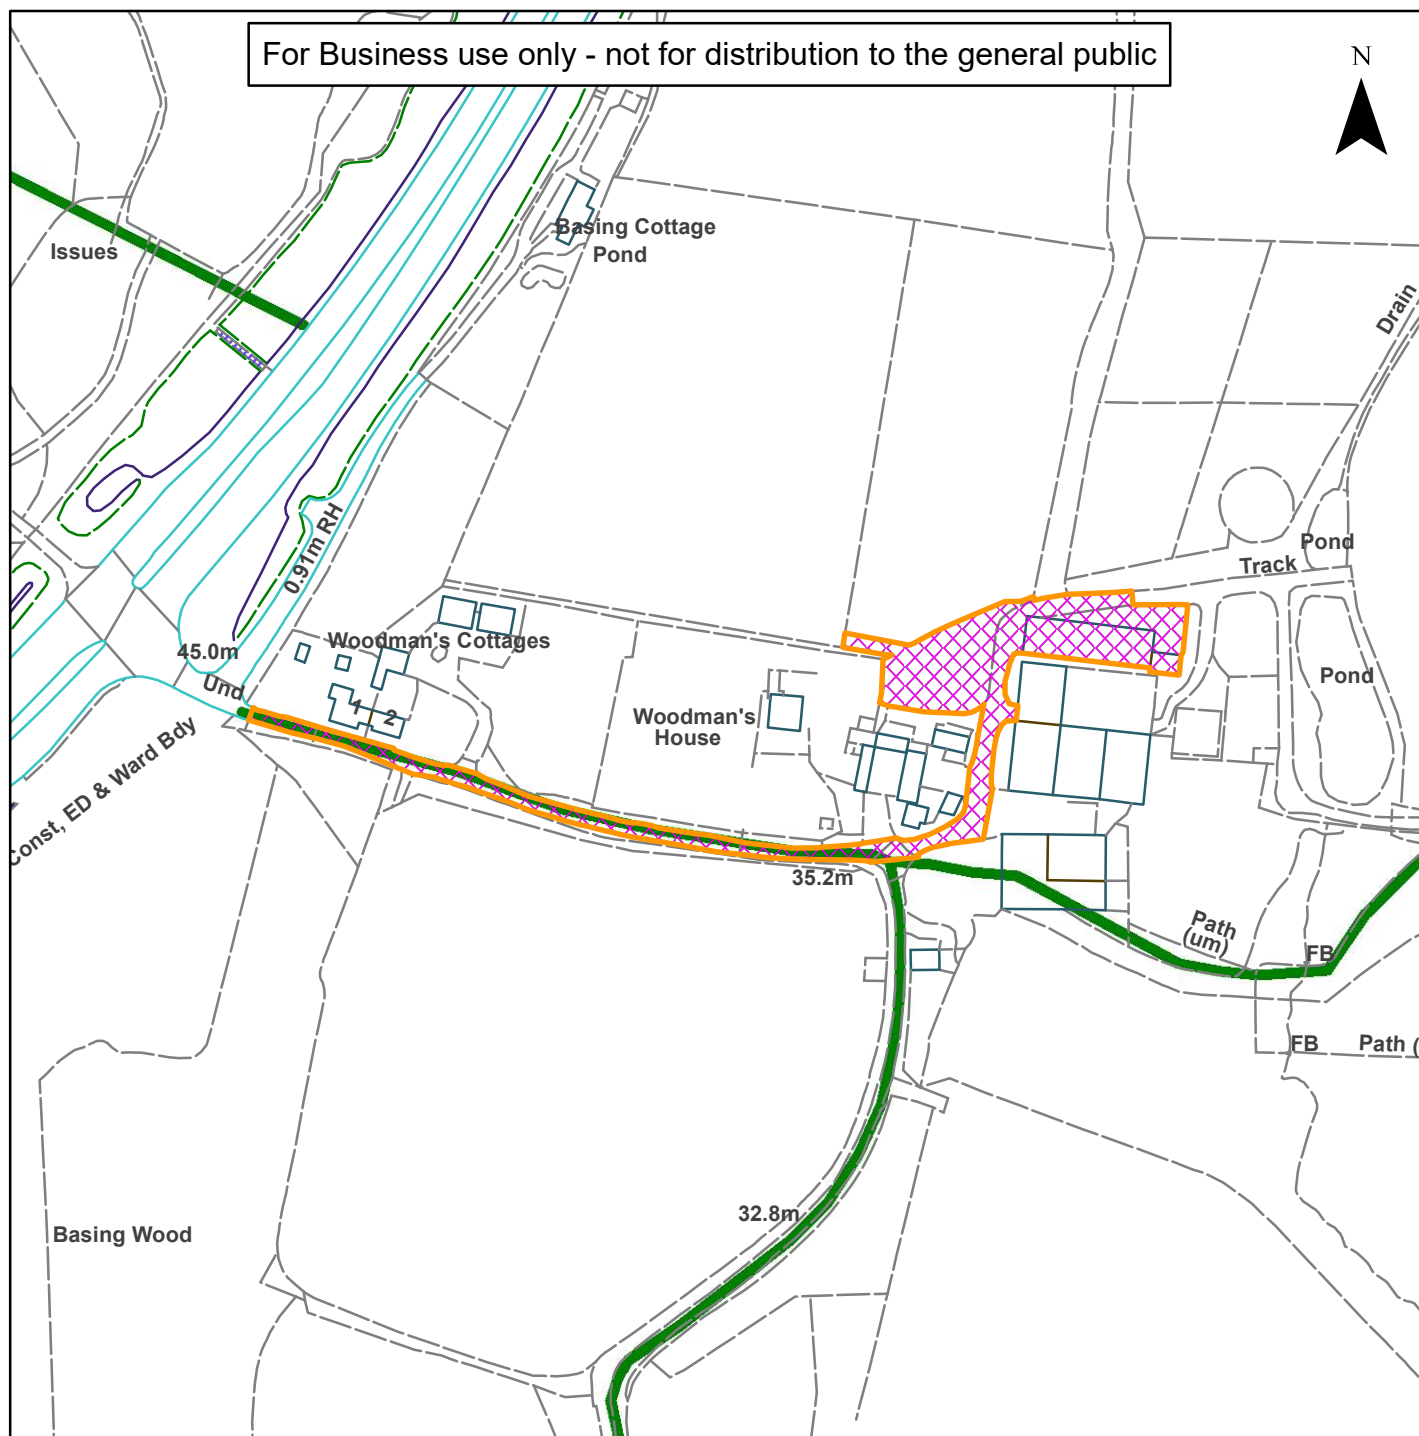 For Business use only - not for distribution to the general public
N
Basing Cottage
Pond
Issues
Drain
0.91m RH
Pond
Track
Woodman's Cottages
45.0m
Und
Pond
1
2
Woodman's
House
Const, ED & Ward Bdy
35.2m
Path
(um)
FB
FB
Path (
32.8m
Basing Wood